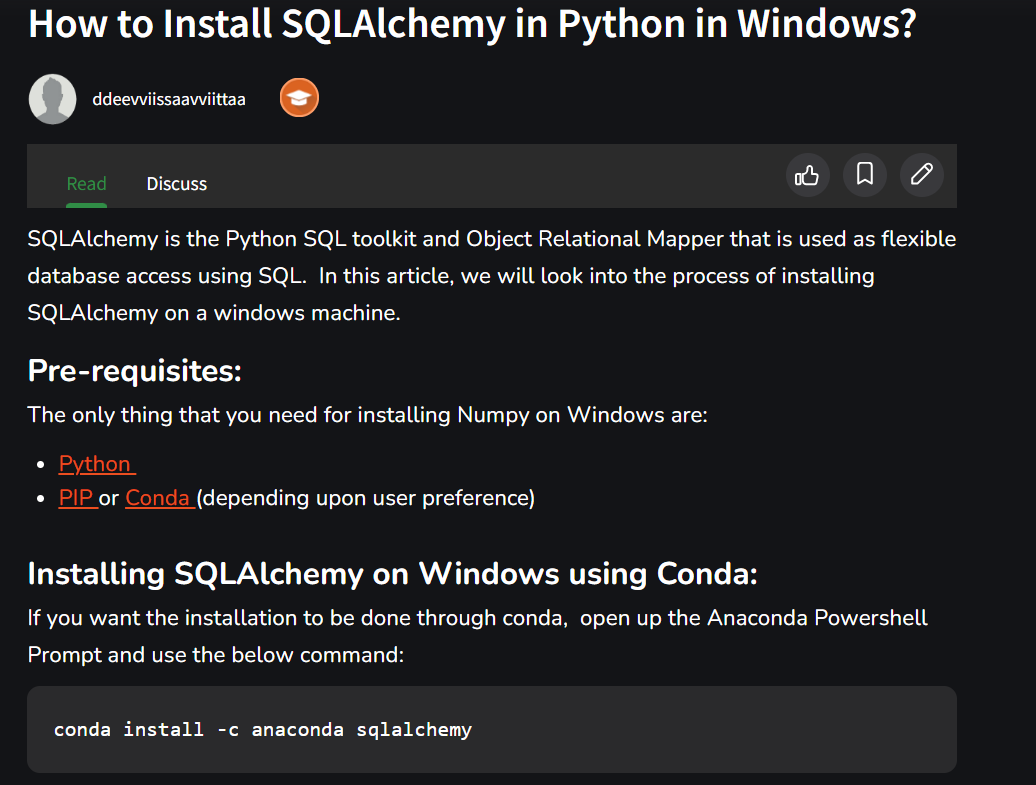 How to Install SQLAlchemy in Python in Windows?
ddeevviissaavviittaa
Read Discuss
SQLAlchemy is the Python SQL toolkit and Object Relational Mapper that is used as flexible
database access using SQL.  In this article, we will look into the process of installing
SQLAlchemy on a windows machine.
Pre-requisites:
The only thing that you need for installing Numpy on Windows are:
• Python
• PIP or Conda (depending upon user preference)
Installing SQLAlchemy on Windows using Conda:
If you want the installation to be done through conda,  open up the Anaconda Powershell
Prompt and use the below command:
conda install -c anaconda sqlalchemy